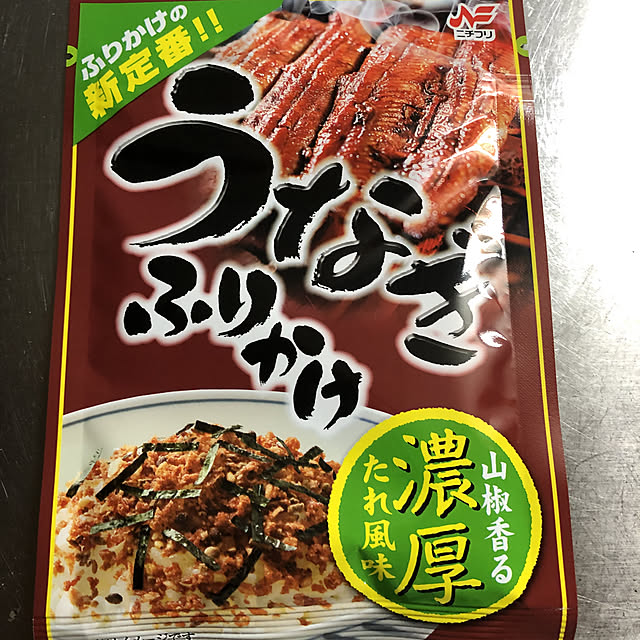 ふりかけの
新定番!!
ニチフリ
うなぎ
ふりかけ
山椒香る
濃厚
たれ風味